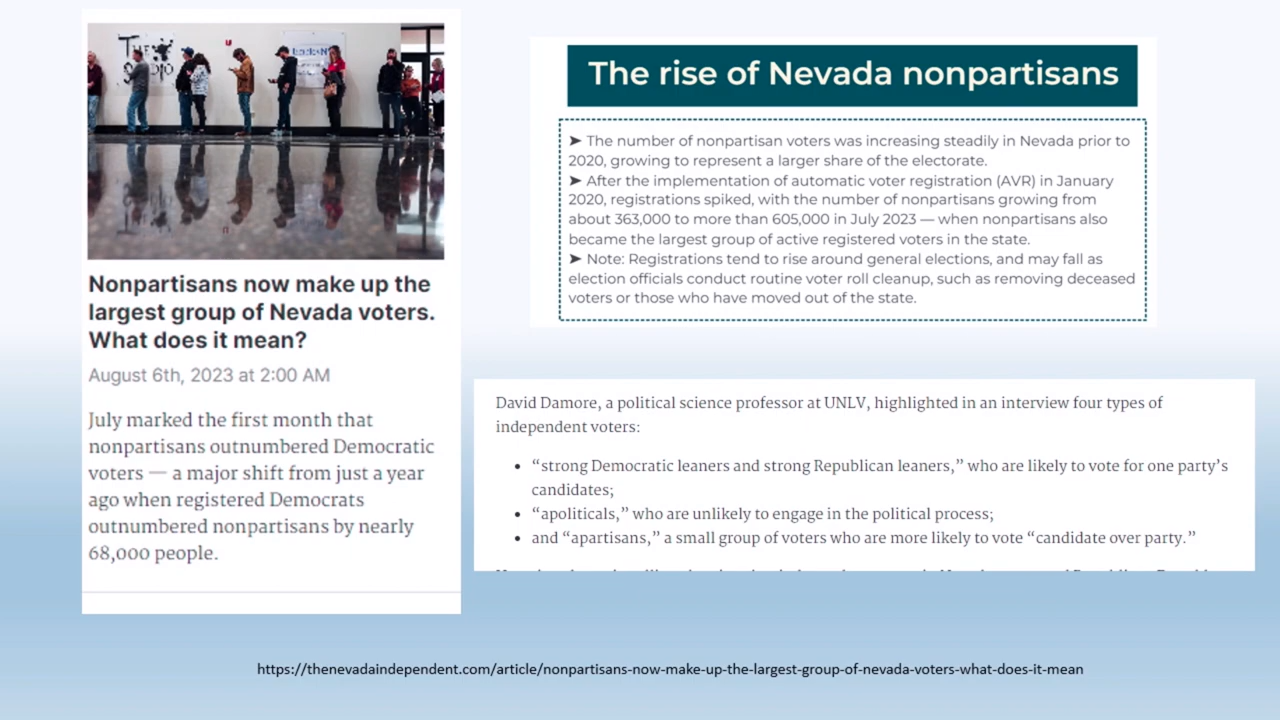 Nonpartisans now make up the
largest group of Nevada voters.
What does it mean?
August 6th, 2023 at 2:00 AM
July marked the first month that
nonpartisans outnumbered Democratic
voters — a major shift from just a year
ago when registered Democrats
outnumbered nonpartisans by nearly
68,000 people.
The rise of Nevada nonpartisans
➤ The number of nonpartisan voters was increasing steadily in Nevada prior to
2020, growing to represent a larger share of the electorate.
➤ After the implementation of automatic voter registration (AVR) in January
2020, registrations spiked, with the number of nonpartisans growing from
about 363,000 to more than 605,000 in July 2023 — when nonpartisans also
became the largest group of active registered voters in the state.
➤ Note: Registrations tend to rise around general elections, and may fall as
election officials conduct routine voter roll cleanup, such as removing deceased
voters or those who have moved out of the state.
David Damore, a political science professor at UNLV, highlighted in an interview four types of
independent voters:
• “strong Democratic leaners and strong Republican leaners,” who are likely to vote for one party’s
candidates;
• “apoliticals,” who are unlikely to engage in the political process;
• and “apartisans,” a small group of voters who are more likely to vote “candidate over party.”
https://thenevadaindependent.com/article/nonpartisans-now-make-up-the-largest-group-of-nevada-voters-what-does-it-mean